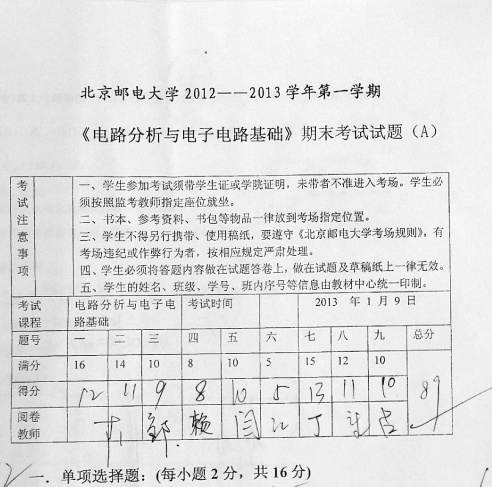 北京邮电大学 2012——2013 学年第一学期
《电路分析与电子电路基础》期末考试试题（A）
考试注意事项
一、学生参加考试须带学生证或学院证明，未带者不准进入考场。学生必
须按照监考教师指定座位就坐。
二、书本、参考资料、书包等物品一律放到考场指定位置。
三、学生不得另行携带、使用稿纸，要遵守《北京邮电大学考场规则》，有
考场违纪或作弊行为者，按相应规定严肃处理。
四、学生必须将答题内容做在试题答卷上，做在试题及草稿纸上一律无效。
五、学生的姓名、班级、学号、班内序号等信息由教材中心统一印制。
考试课程 电路分析与电子电路基础 考试时间 2013 年 1 月 9 日
题号 一 二 三 四 五 六 七 八 九 总分
满分 16 14 10 8 10 5 15 12 10
得分 12 11 9 8 10 5 13 11 10 89
阅卷教师
一．单项选择题：(每小题 2 分，共 16 分)